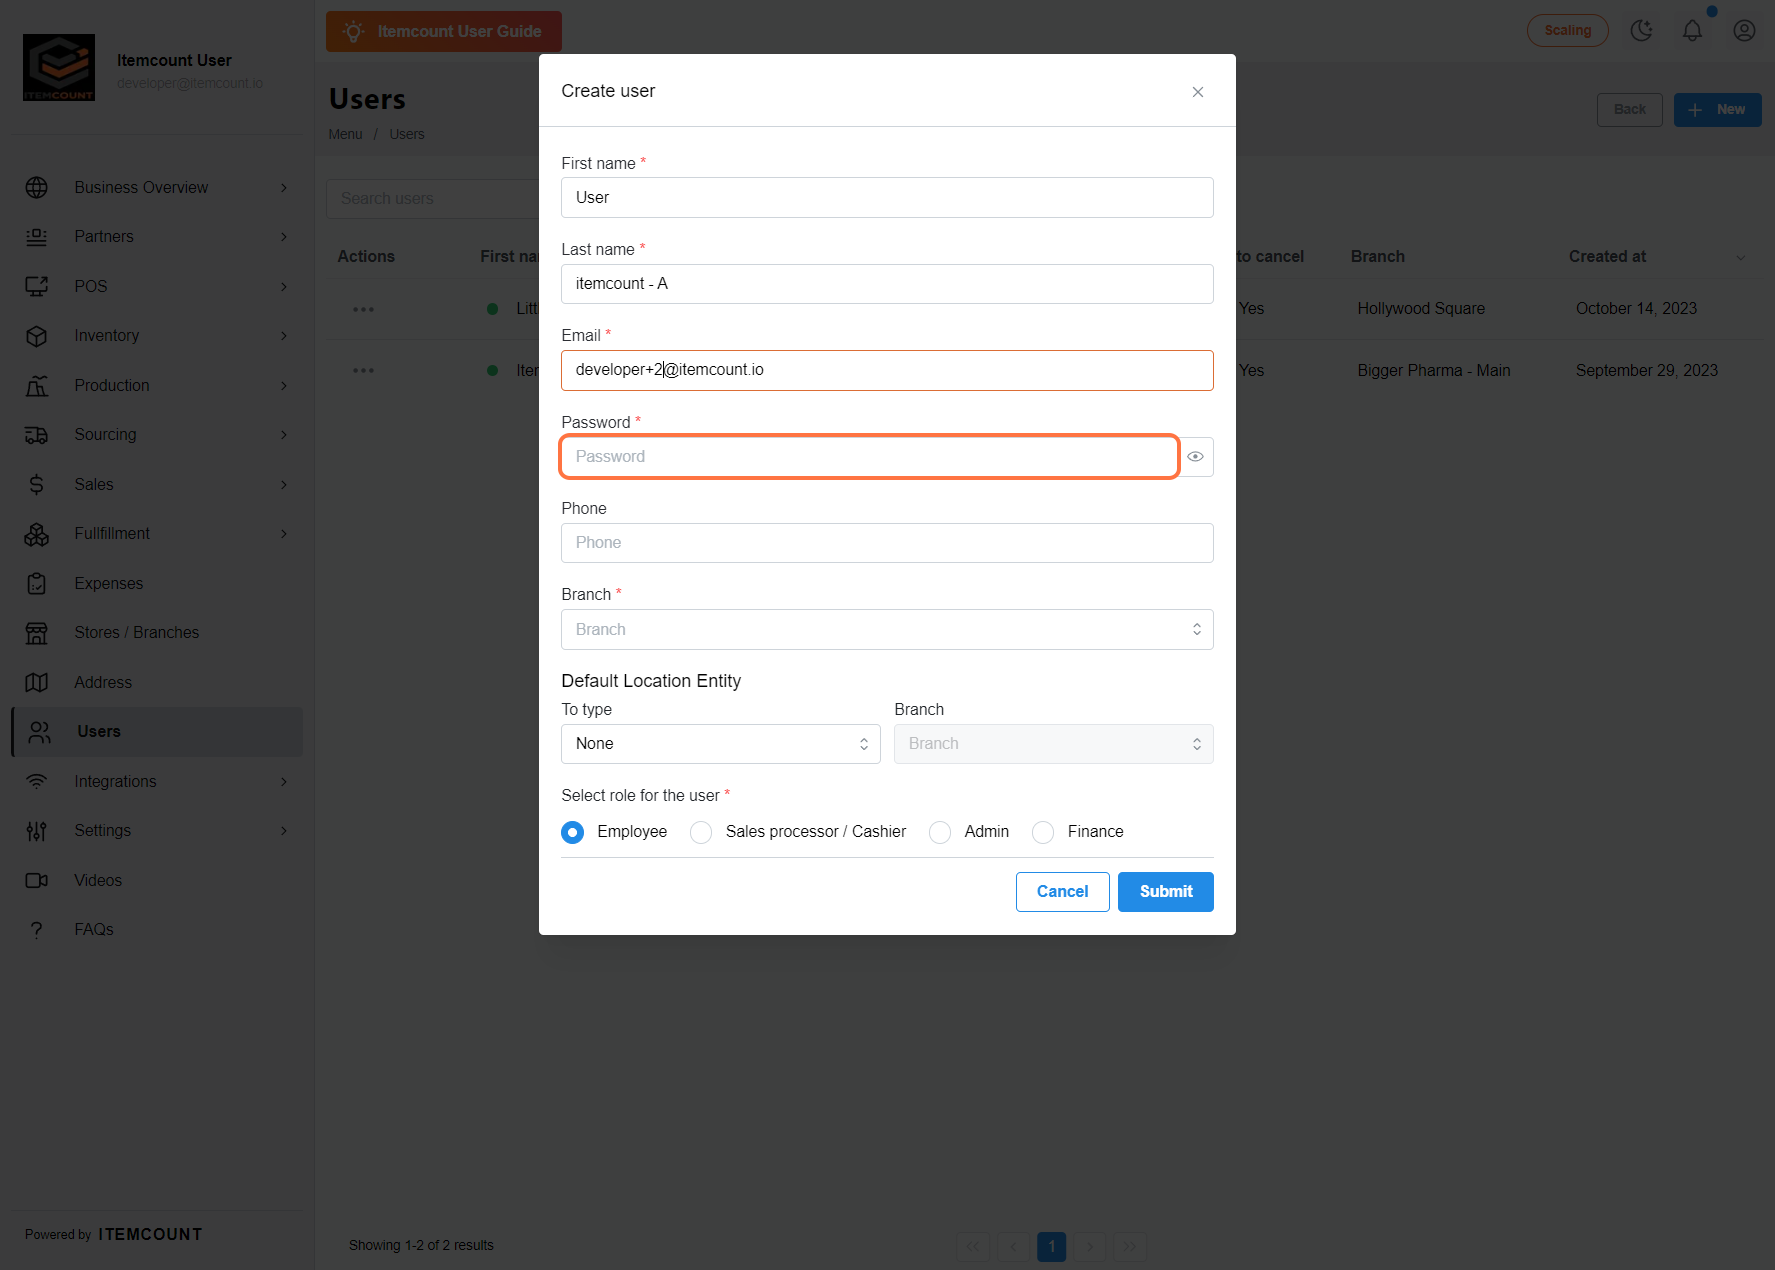 ITEMCOUNT
Itemcount User
developer@itemcount.io
Business Overview
Partners
POS
Inventory
Production
Sourcing
Sales
Fullfillment
Expenses
Stores / Branches
Address
Users
Integrations
Settings
Videos
FAQs
Powered by ITEMCOUNT
Itemcount User Guide
Scaling
Users
Menu / Users
Back
New
Search users
Actions First na to cancel Branch Created at
Litt Yes Hollywood Square October 14, 2023
Iter Yes Bigger Pharma - Main September 29, 2023
Showing 1-2 of 2 results
1
Create user
First name *
User
Last name *
itemcount - A
Email *
developer+2@itemcount.io
Password *
Password
Phone
Phone
Branch *
Branch
Default Location Entity
To type Branch
None Branch
Select role for the user *
Employee Sales processor / Cashier Admin Finance
Cancel Submit